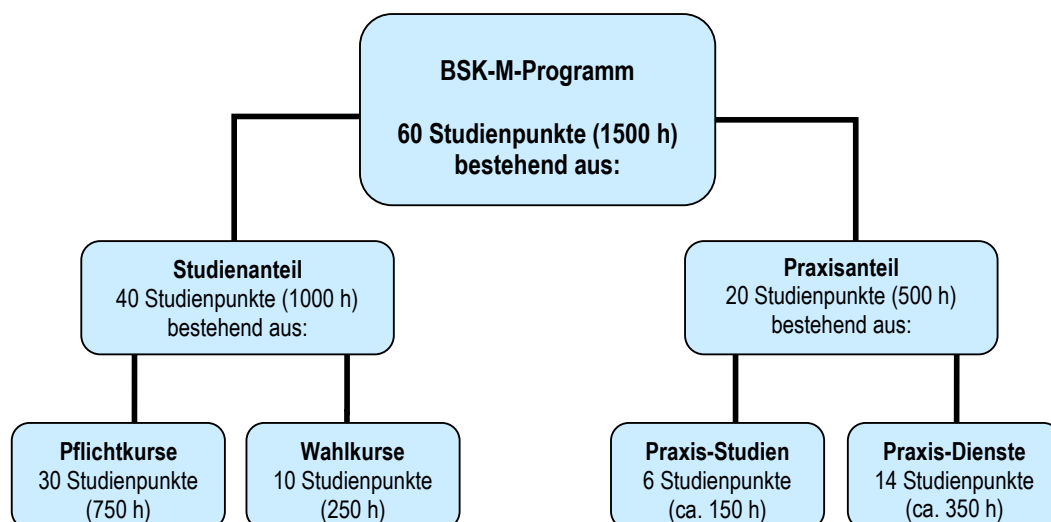 BSK-M-Programm
60 Studienpunkte (1500 h)
bestehend aus:
Studienanteil
40 Studienpunkte (1000 h)
bestehend aus:
Praxisanteil
20 Studienpunkte (500 h)
bestehend aus:
Pflichtkurse
30 Studienpunkte
(750 h)
Wahlkurse
10 Studienpunkte
(250 h)
Praxis-Studien
6 Studienpunkte
(ca. 150 h)
Praxis-Dienste
14 Studienpunkte
(ca. 350 h)